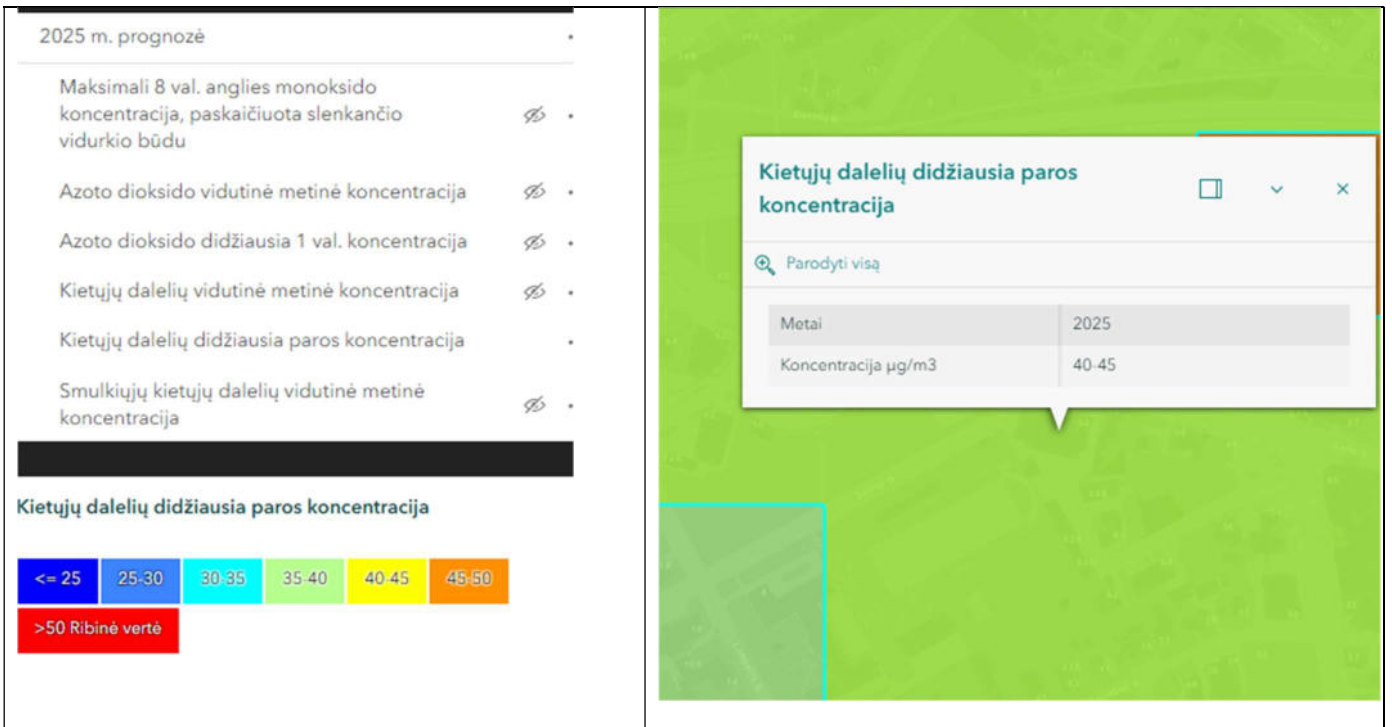 2025 m. prognozė
Maksimali 8 val. anglies monoksido
koncentracija, paskaičiuota slenkančio
vidurkio būdu
Azoto dioksido vidutinė metinė koncentracija
Azoto dioksido didžiausia 1 val. koncentracija
Kietųjų dalelių vidutinė metinė koncentracija
Kietųjų dalelių didžiausia paros koncentracija
Smulkiųjų kietųjų dalelių vidutinė metinė
koncentracija
Kietųjų dalelių didžiausia paros koncentracija
<= 25 25-30 30-35 35-40 40-45 45-50
>50 Ribinė vertė
Kietųjų dalelių didžiausia paros
koncentracija
Parodyti visą
Metai 2025
Koncentracija µg/m3 40-45